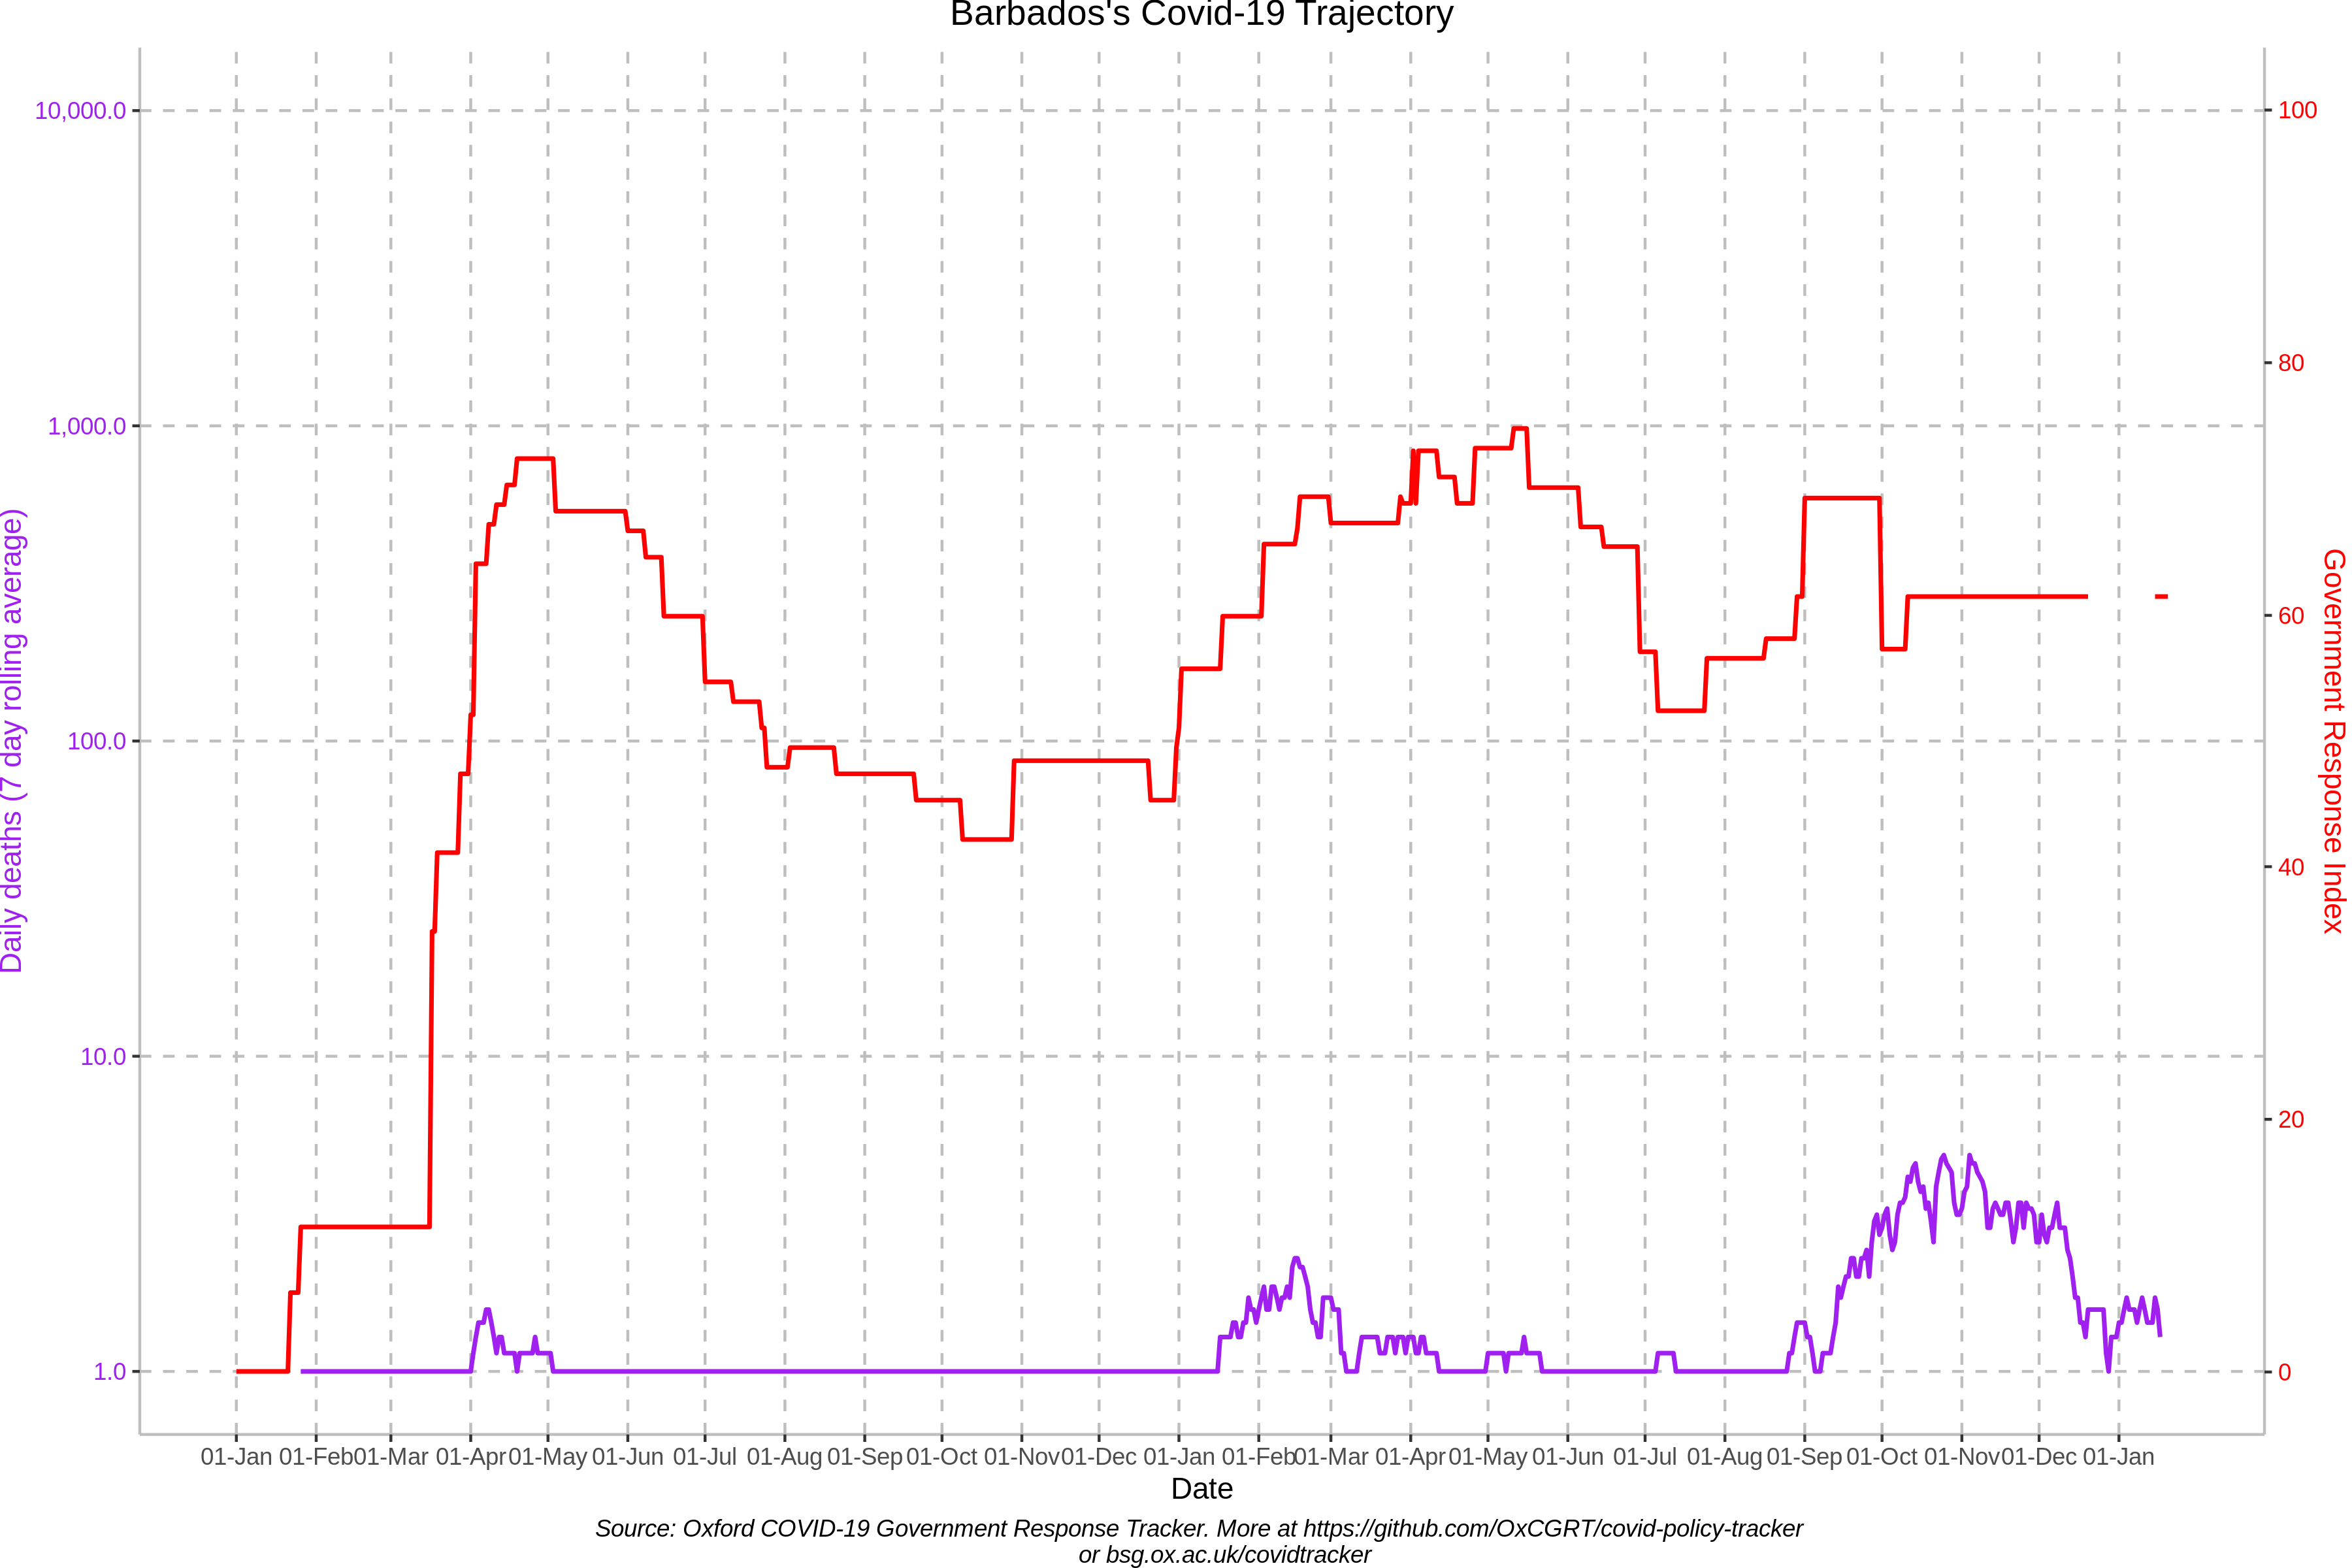 Barbados's Covid-19 Trajectory
10,000.0
1,000.0
100.0
10.0
1.0
Daily deaths (7 day rolling average)
100
80
60
40
20
0
Government Response Index
01-Jan 01-Feb 01-Mar 01-Apr 01-May 01-Jun 01-Jul 01-Aug 01-Sep 01-Oct 01-Nov 01-Dec 01-Jan 01-Feb 01-Mar 01-Apr 01-May 01-Jun 01-Jul 01-Aug 01-Sep 01-Oct 01-Nov 01-Dec 01-Jan
Date
Source: Oxford COVID-19 Government Response Tracker. More at https://github.com/OxCGRT/covid-policy-tracker
or bsg.ox.ac.uk/covidtracker